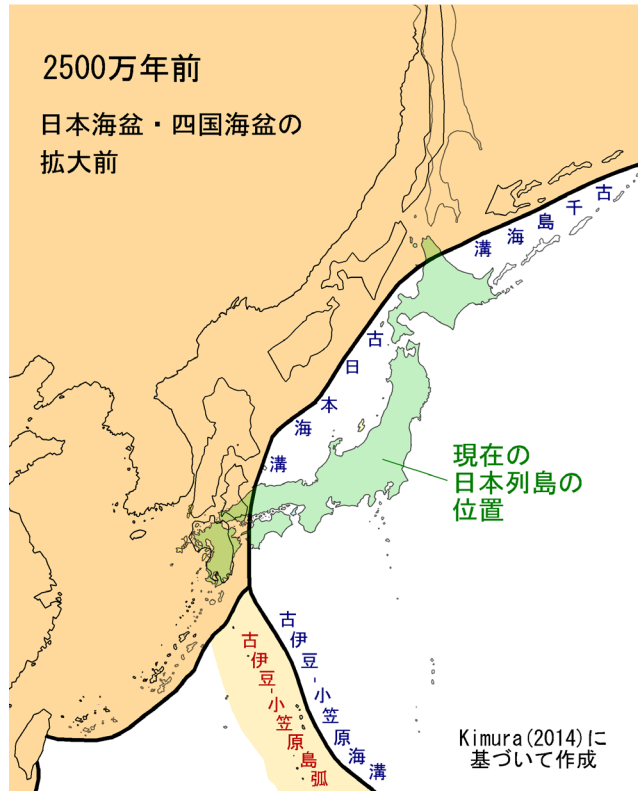 2500万年前
日本海盆・四国海盆の
拡大前
古千島海溝
古日本海溝
現在の
日本列島の
位置
古伊豆-小笠原海溝
古伊豆-小笠原島弧
Kimura(2014)に
基づいて作成